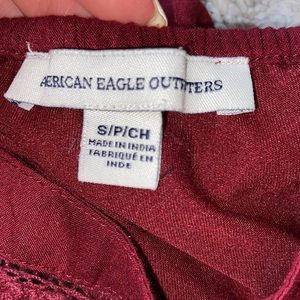 ÆRICAN EAGLE OUTFITTERS
S/P/CH
MADE IN INDIA
FABRIQUÉ EN
INDE